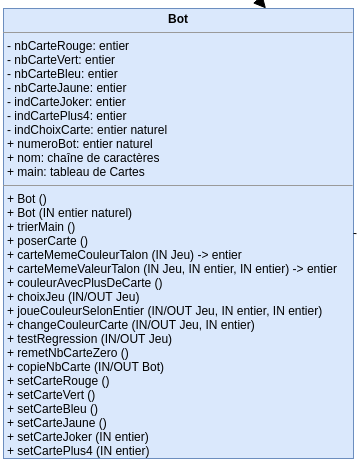 Bot
- nbCarteRouge: entier
- nbCarteVert: entier
- nbCarteBleu: entier
- nbCarteJaune: entier
- indCarteJoker: entier
- indCartePlus4: entier
- indChoixCarte: entier naturel
+ numeroBot: entier naturel
+ nom: chaîne de caractères
+ main: tableau de Cartes
+ Bot ()
+ Bot (IN entier naturel)
+ trierMain ()
+ poserCarte ()
+ carteMemeCouleurTalon (IN Jeu) -> entier
+ carteMemeValeurTalon (IN Jeu, IN entier, IN entier) -> entier
+ couleurAvecPlusDeCarte ()
+ choixJeu (IN/OUT Jeu)
+ joueCouleurSelonEntier (IN/OUT Jeu, IN entier, IN entier)
+ changeCouleurCarte (IN/OUT Jeu, IN entier)
+ testRegression (IN/OUT Jeu)
+ remetNbCarteZero ()
+ copieNbCarte (IN/OUT Bot)
+ setCarteRouge ()
+ setCarteVert ()
+ setCarteBleu ()
+ setCarteJaune ()
+ setCarteJoker (IN entier)
+ setCartePlus4 (IN entier)